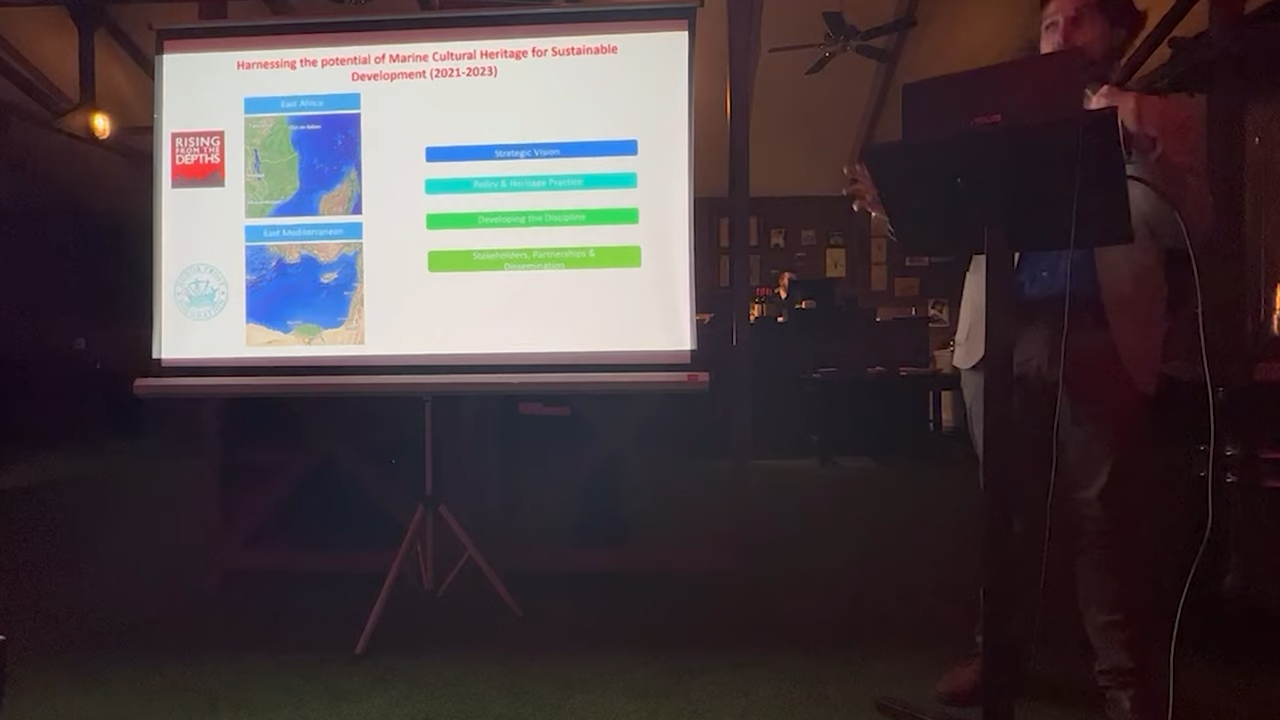 Harnessing the potential of Marine Cultural Heritage for Sustainable
Development (2021-2023)
East Africa
RISING
FROM THE
DEPTHS
Strategic Vision
Policy & Heritage Practice
Developing the Discipline
East Mediterranean
Stakeholders, Partnerships &
Dissemination
ASUS